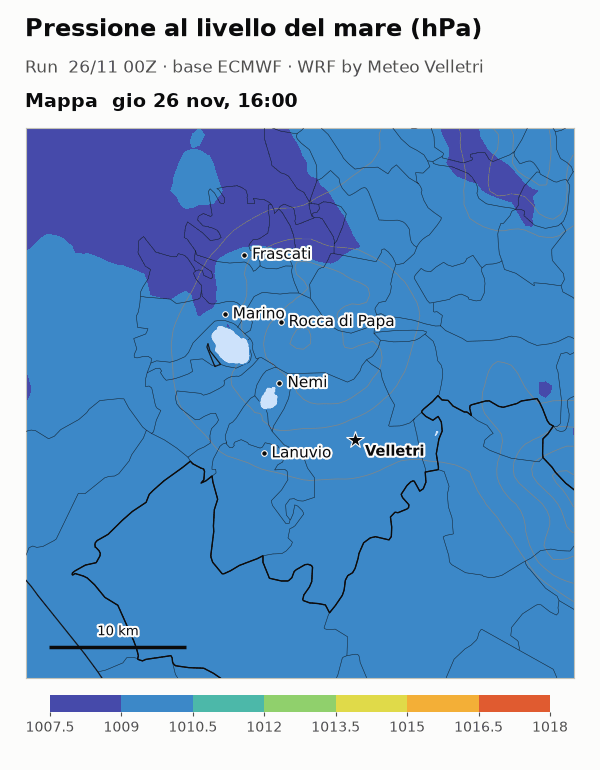 Pressione al livello del mare (hPa)
Run  26/11 00Z · base ECMWF · WRF by Meteo Velletri
Mappa  gio 26 nov, 16:00
Frascati
Marino
Rocca di Papa
Nemi
Velletri
Lanuvio
10 km
1007.5 1009 1010.5 1012 1013.5 1015 1016.5 1018